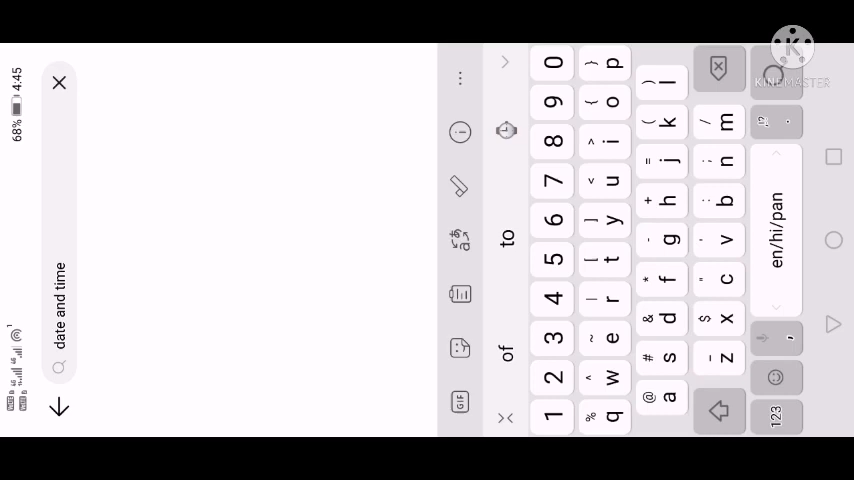 68% 4:45
date and time
GIF
of to
1 2 3 4 5 6 7 8 9 0
% ^ ~ | [ ] < > { }
q w e r t y u i o p
@ # & * - + = ( )
a s d f g h j k l
_ $ " ' : ; /
z x c v b n m
123 , en/hi/pan !? .
KINEMASTER